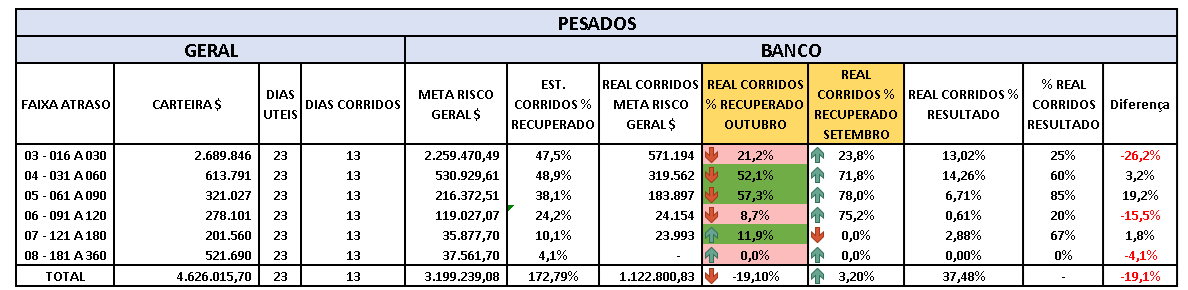 PESADOS
GERAL BANCO
FAIXA ATRASO CARTEIRA $ DIAS UTEIS DIAS CORRIDOS META RISCO GERAL $ EST. CORRIDOS % RECUPERADO REAL CORRIDOS META RISCO GERAL $ REAL CORRIDOS % RECUPERADO OUTUBRO REAL CORRIDOS % RECUPERADO SETEMBRO REAL CORRIDOS % RESULTADO % REAL CORRIDOS RESULTADO Diferença
03 - 016 A 030 2.689.846 23 13 2.259.470,49 47,5% 571.194 21,2% 23,8% 13,02% 25% -26,2%
04 - 031 A 060 613.791 23 13 530.929,61 48,9% 319.562 52,1% 71,8% 14,26% 60% 3,2%
05 - 061 A 090 321.027 23 13 216.372,51 38,1% 183.897 57,3% 78,0% 6,71% 85% 19,2%
06 - 091 A 120 278.101 23 13 119.027,07 24,2% 24.154 8,7% 75,2% 0,61% 20% -15,5%
07 - 121 A 180 201.560 23 13 35.877,70 10,1% 23.993 11,9% 0,0% 2,88% 67% 1,8%
08 - 181 A 360 521.690 23 13 37.561,70 4,1% - 0,0% 0,0% 0,00% 0% -4,1%
TOTAL 4.626.015,70 23 13 3.199.239,08 172,79% 1.122.800,83 -19,10% 3,20% 37,48% - -19,1%